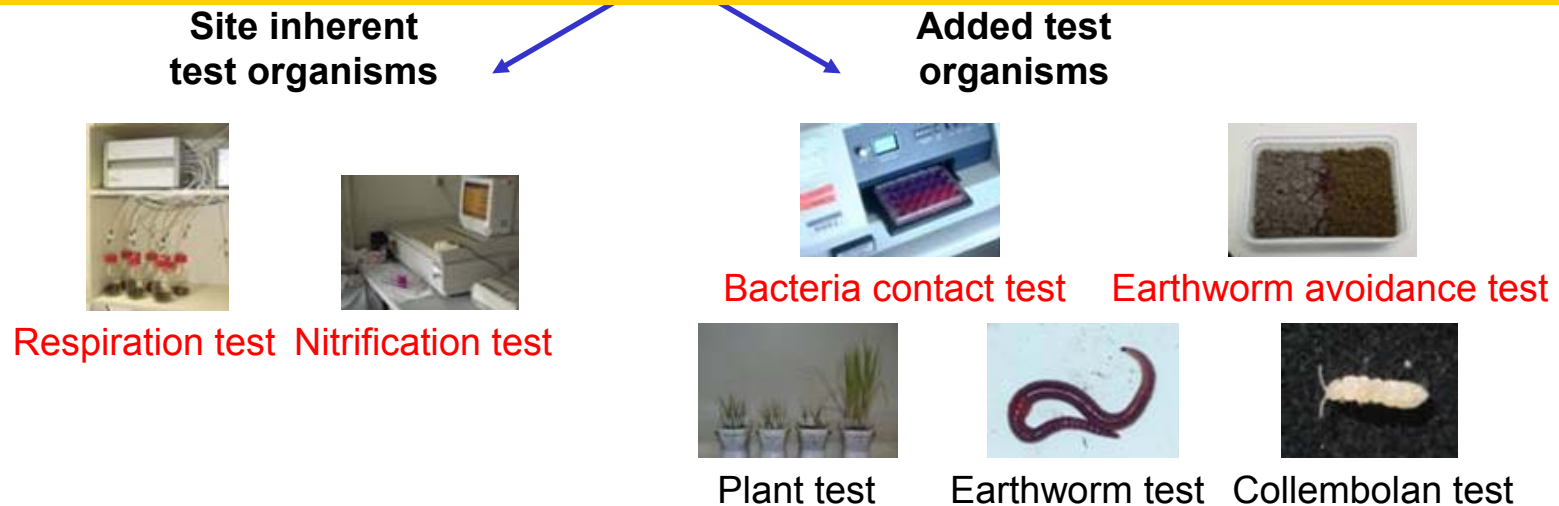 Site inherent
test organisms
Added test
organisms
Respiration test
Nitrification test
Bacteria contact test
Earthworm avoidance test
Plant test
Earthworm test
Collembolan test